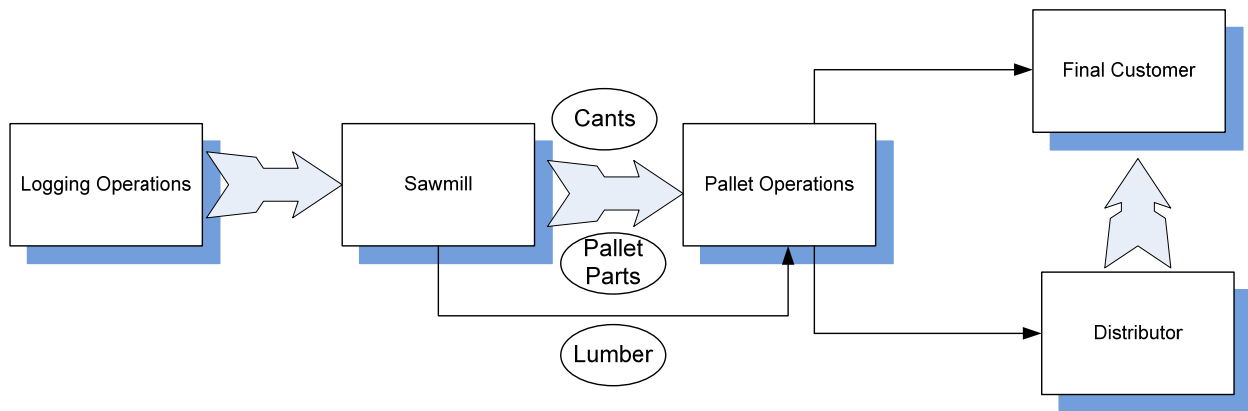 Final Customer
Cants
Logging Operations
Sawmill
Pallet Operations
Pallet
Parts
Distributor
Lumber